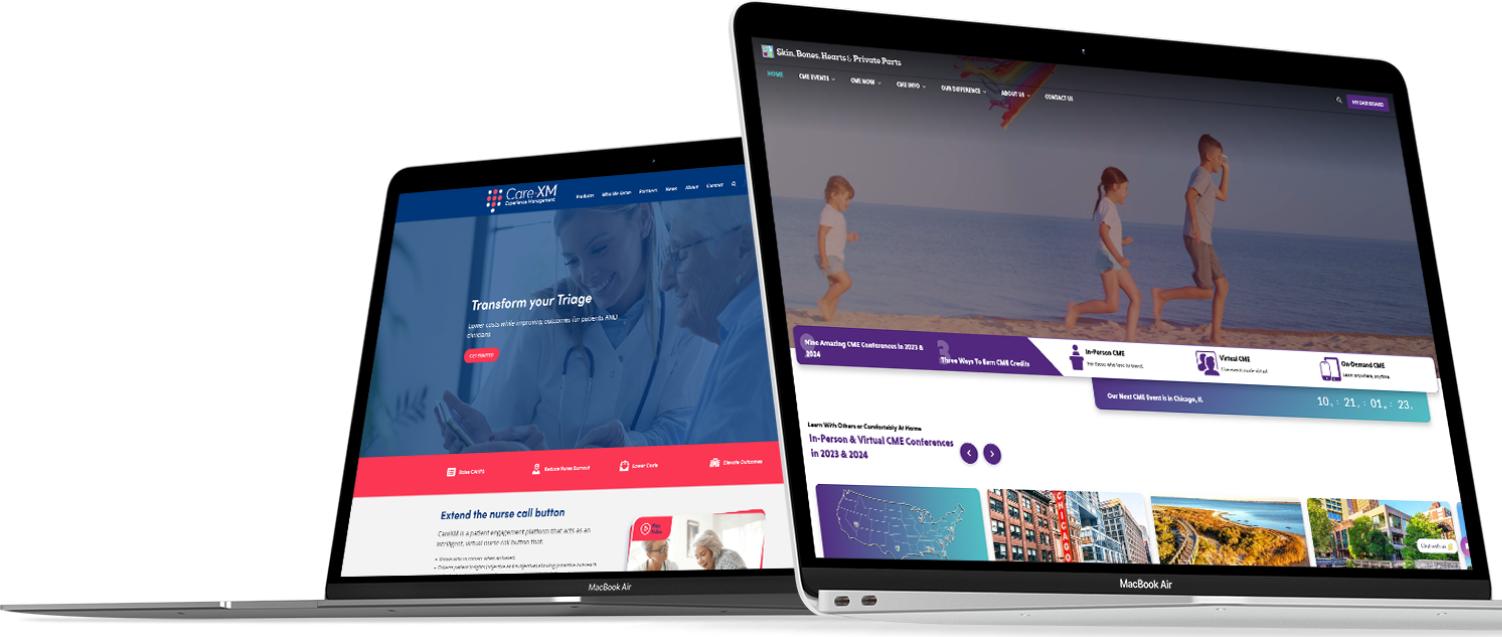 Care-XM
Experience Management
Products Who We Serve Partners News About Contact
Transform your Triage
Lower costs while improving outcomes for patients AND
clinicians
GET STARTED
Raise CAHPS
Reduce Nurse Burnout
Lower Costs
Elevate Outcomes
Extend the nurse call button
CareXM is a patient engagement platform that acts as an
intelligent, virtual nurse call button that:
Play
Video
MacBook Air
Skin, Bones, Hearts & Private Parts
HOME CME EVENTS CME NOW CME INFO OUR DIFFERENCE ABOUT US CONTACT US
MY DASHBOARD
9
Nine Amazing CME Conferences in 2023 &
2024
3
Three Ways To Earn CME Credits
In-Person CME
For those who love to travel.
Virtual CME
On-Demand CME
Learn anywhere, anytime.
Our Next CME Event is in Chicago, IL
10 : 21 : 01 : 23
Learn With Others or Comfortably At Home
In-Person & Virtual CME Conferences
in 2023 & 2024
CHICAGO
Chat with us
MacBook Air